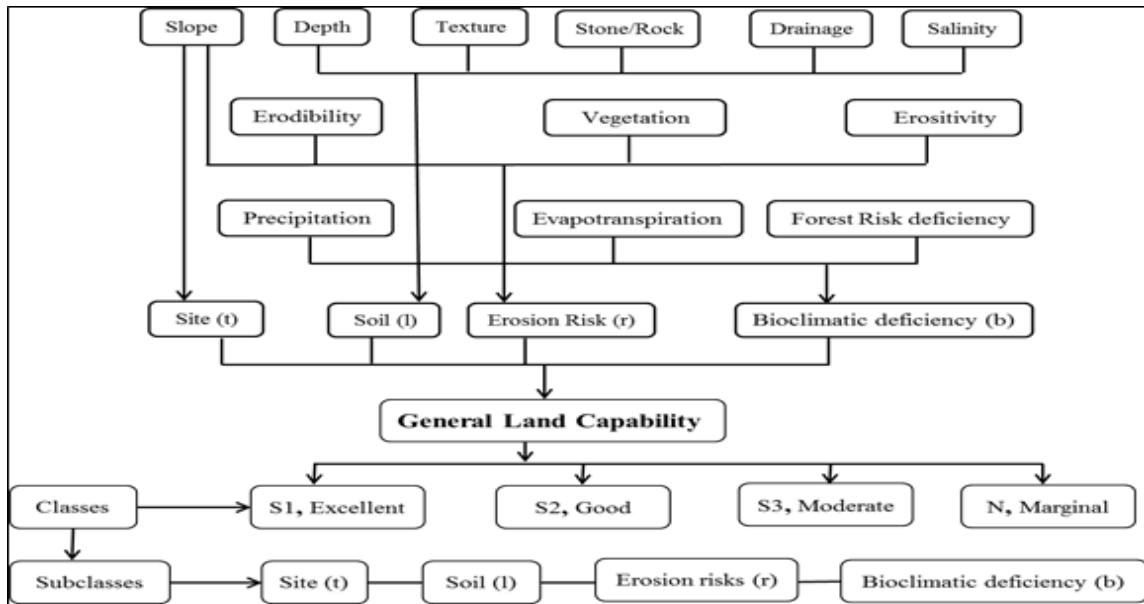 Slope Depth Texture Stone/Rock Drainage Salinity
Erodibility Vegetation Erositivity
Precipitation Evapotranspiration Forest Risk deficiency
Site (t) Soil (l) Erosion Risk (r) Bioclimatic deficiency (b)
General Land Capability
Classes S1, Excellent S2, Good S3, Moderate N, Marginal
Subclasses Site (t) Soil (l) Erosion risks (r) Bioclimatic deficiency (b)